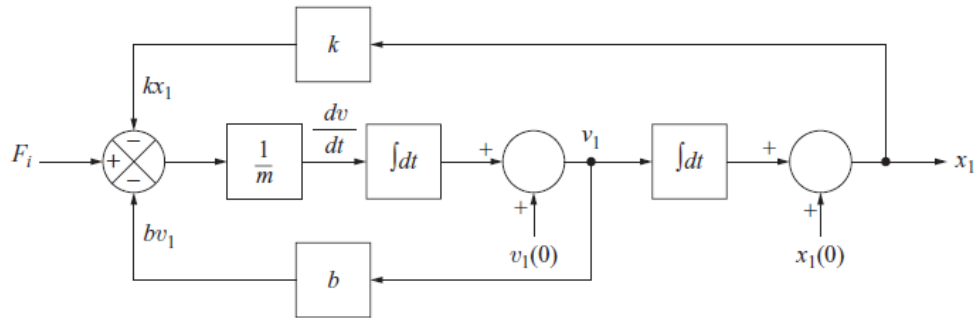 k
kx₁
dv/dt
v₁
Fᵢ
+
−
−
1/m
∫dt
+
+
∫dt
+
+
x₁
bv₁
v₁(0)
x₁(0)
b